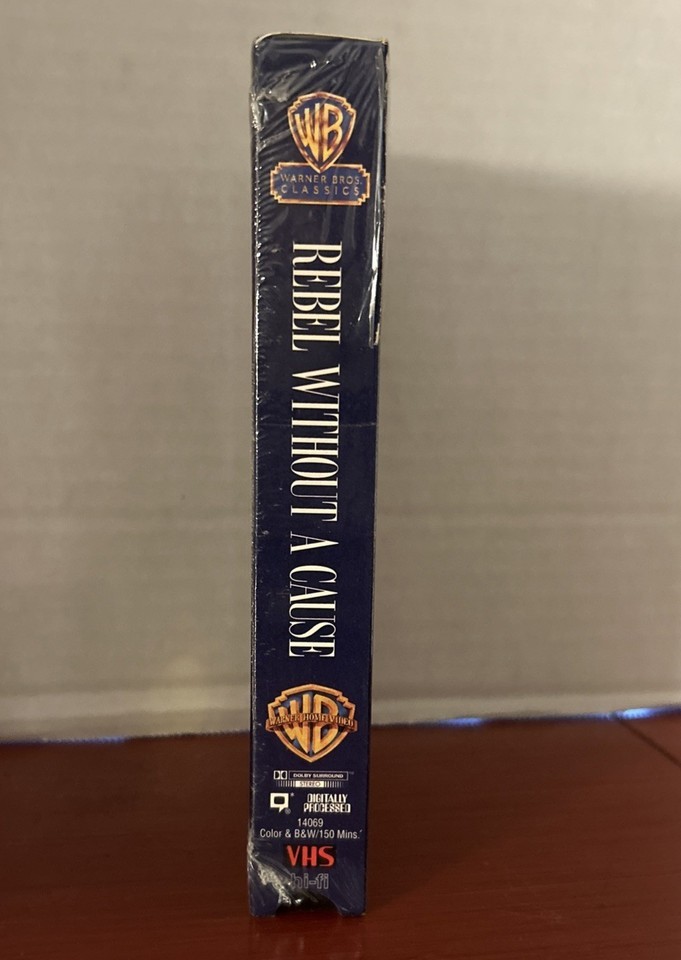 WB
WARNER BROS.
CLASSICS
REBEL WITHOUT A CAUSE
WB
WARNER HOME VIDEO
DOLBY SURROUND
STEREO
DIGITALLY
PROCESSED
14069
Color & B&W/150 Mins.
VHS
hi-fi